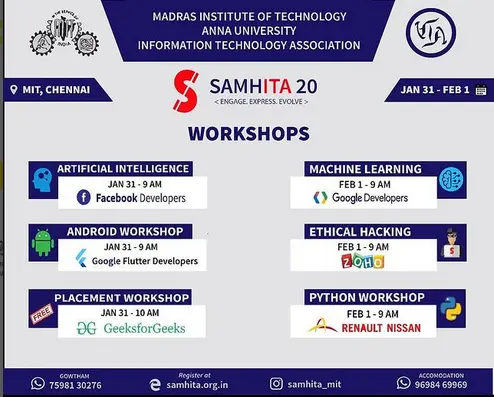 MADRAS INSTITUTE OF TECHNOLOGY
ANNA UNIVERSITY
INFORMATION TECHNOLOGY ASSOCIATION
MIT, CHENNAI
S SAMHITA 20
< ENGAGE. EXPRESS. EVOLVE >
JAN 31 - FEB 1
WORKSHOPS
ARTIFICIAL INTELLIGENCE
JAN 31 - 9 AM
Facebook Developers
MACHINE LEARNING
FEB 1 - 9 AM
Google Developers
ANDROID WORKSHOP
JAN 31 - 9 AM
Google Flutter Developers
ETHICAL HACKING
FEB 1 - 9 AM
ZOHO
PLACEMENT WORKSHOP
FREE
JAN 31 - 10 AM
GeeksforGeeks
PYTHON WORKSHOP
FEB 1 - 9 AM
RENAULT NISSAN
GOWTHAM
75981 30276
Register at
samhita.org.in
samhita_mit
ACCOMODATION
96984 69969